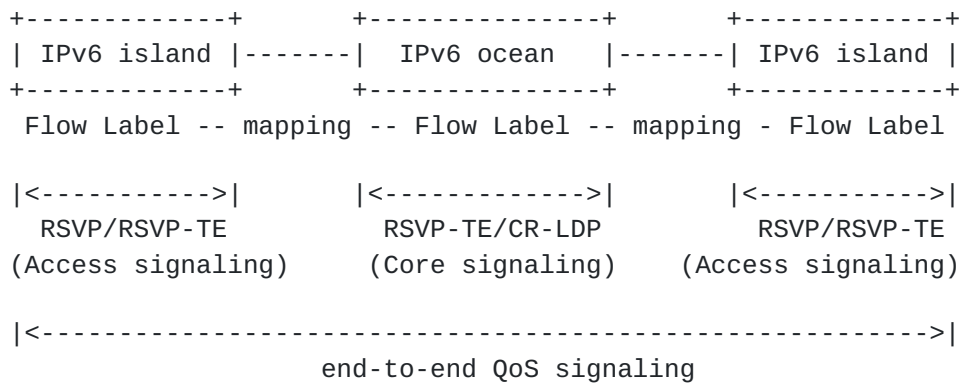 +-------------+       +---------------+       +-------------+
| IPv6 island |-------|  IPv6 ocean   |-------| IPv6 island |
+-------------+       +---------------+       +-------------+
 Flow Label -- mapping -- Flow Label -- mapping - Flow Label
|<----------->|       |<------------->|       |<----------->|
  RSVP/RSVP-TE          RSVP-TE/CR-LDP          RSVP/RSVP-TE
(Access signaling)     (Core signaling)    (Access signaling)
|<--------------------------------------------------------->|
                    end-to-end QoS signaling